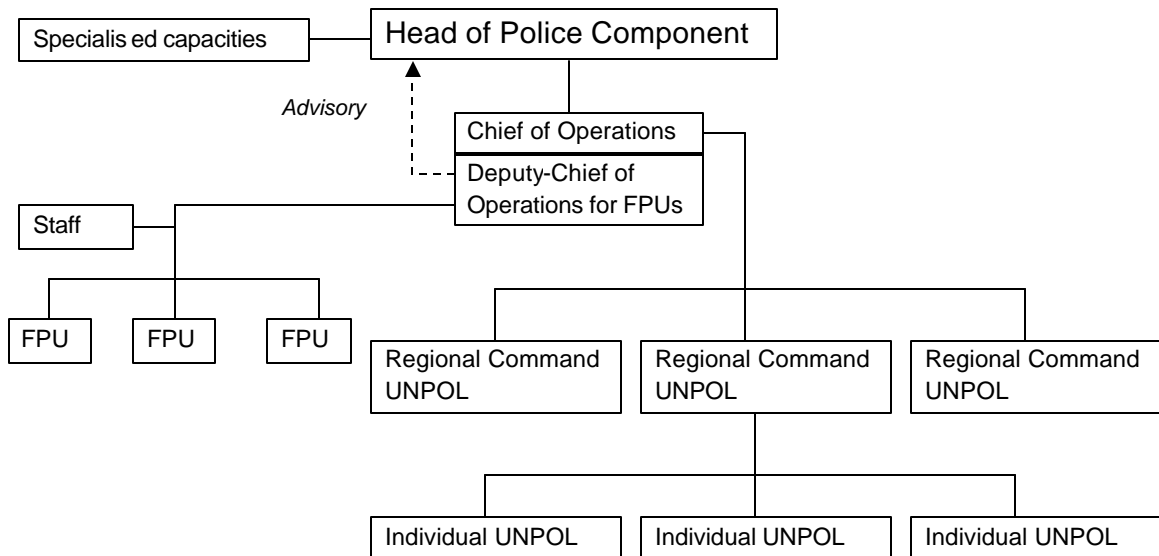 Specialis ed capacities
Head of Police Component
Advisory
Chief of Operations
Deputy-Chief of
Operations for FPUs
Staff
FPU
FPU
FPU
Regional Command
UNPOL
Regional Command
UNPOL
Regional Command
UNPOL
Individual UNPOL
Individual UNPOL
Individual UNPOL